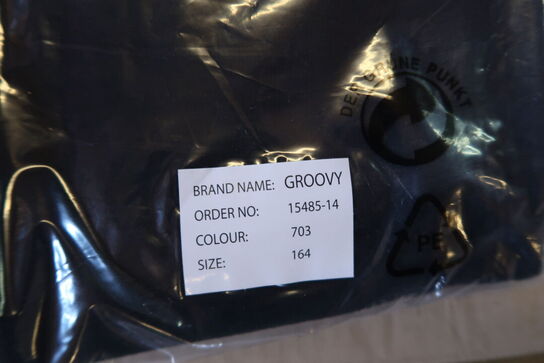 DER GRÜNE PUNKT
BRAND NAME: GROOVY
ORDER NO: 15485-14
COLOUR: 703
SIZE: 164
PE